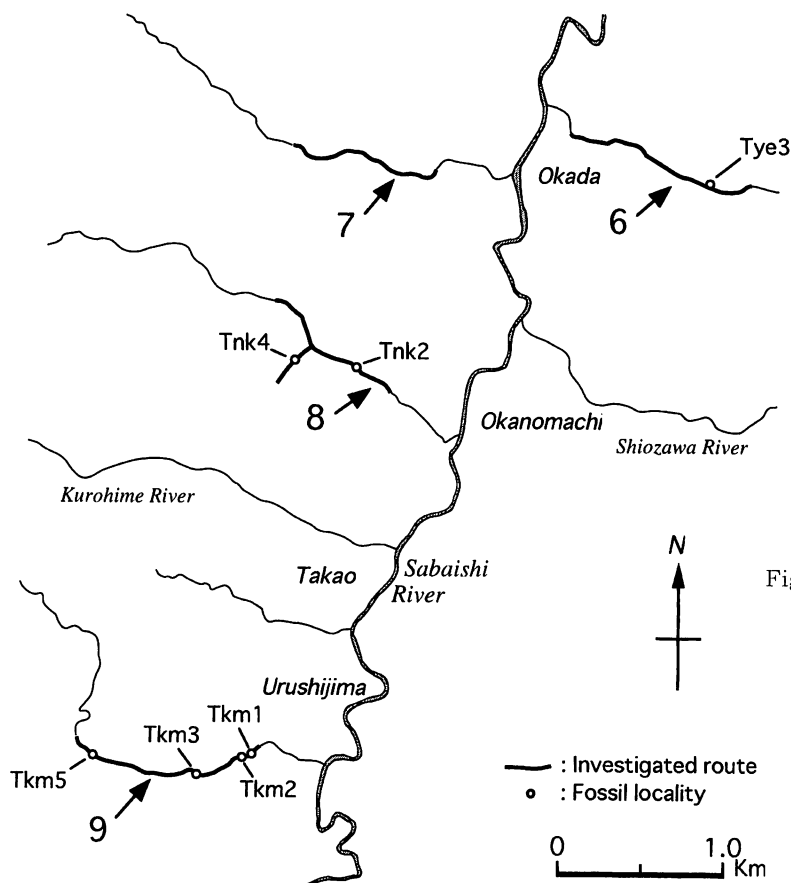 Tye3
Okada
7
6
Tnk4
Tnk2
8
Okanomachi
Shiozawa River
Kurohime River
N
Takao
Sabaishi
River
Fig
Urushijima
Tkm1
Tkm3
Tkm5
Tkm2
: Investigated route
: Fossil locality
9
0 1.0
Km